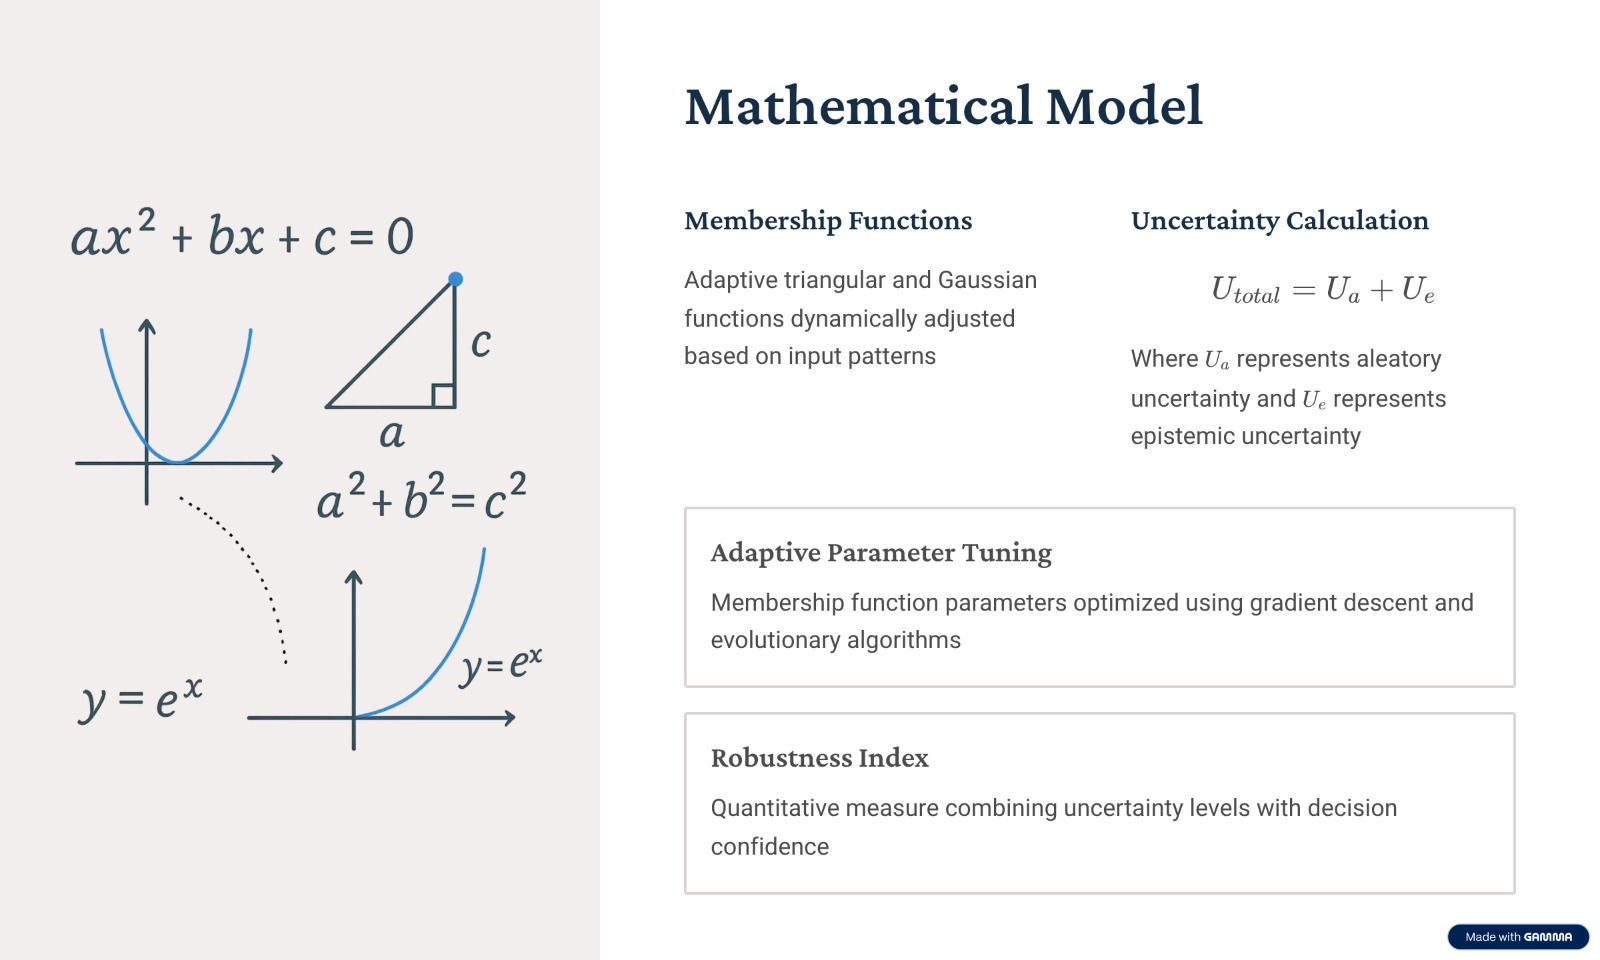 ax² + bx + c = 0
c
a
a² + b² = c²
y = eˣ
y = eˣ
Mathematical Model
Membership Functions
Adaptive triangular and Gaussian
functions dynamically adjusted
based on input patterns
Uncertainty Calculation
U_total = U_a + U_e
Where U_a represents aleatory
uncertainty and U_e represents
epistemic uncertainty
Adaptive Parameter Tuning
Membership function parameters optimized using gradient descent and
evolutionary algorithms
Robustness Index
Quantitative measure combining uncertainty levels with decision
confidence
Made with GAMMA